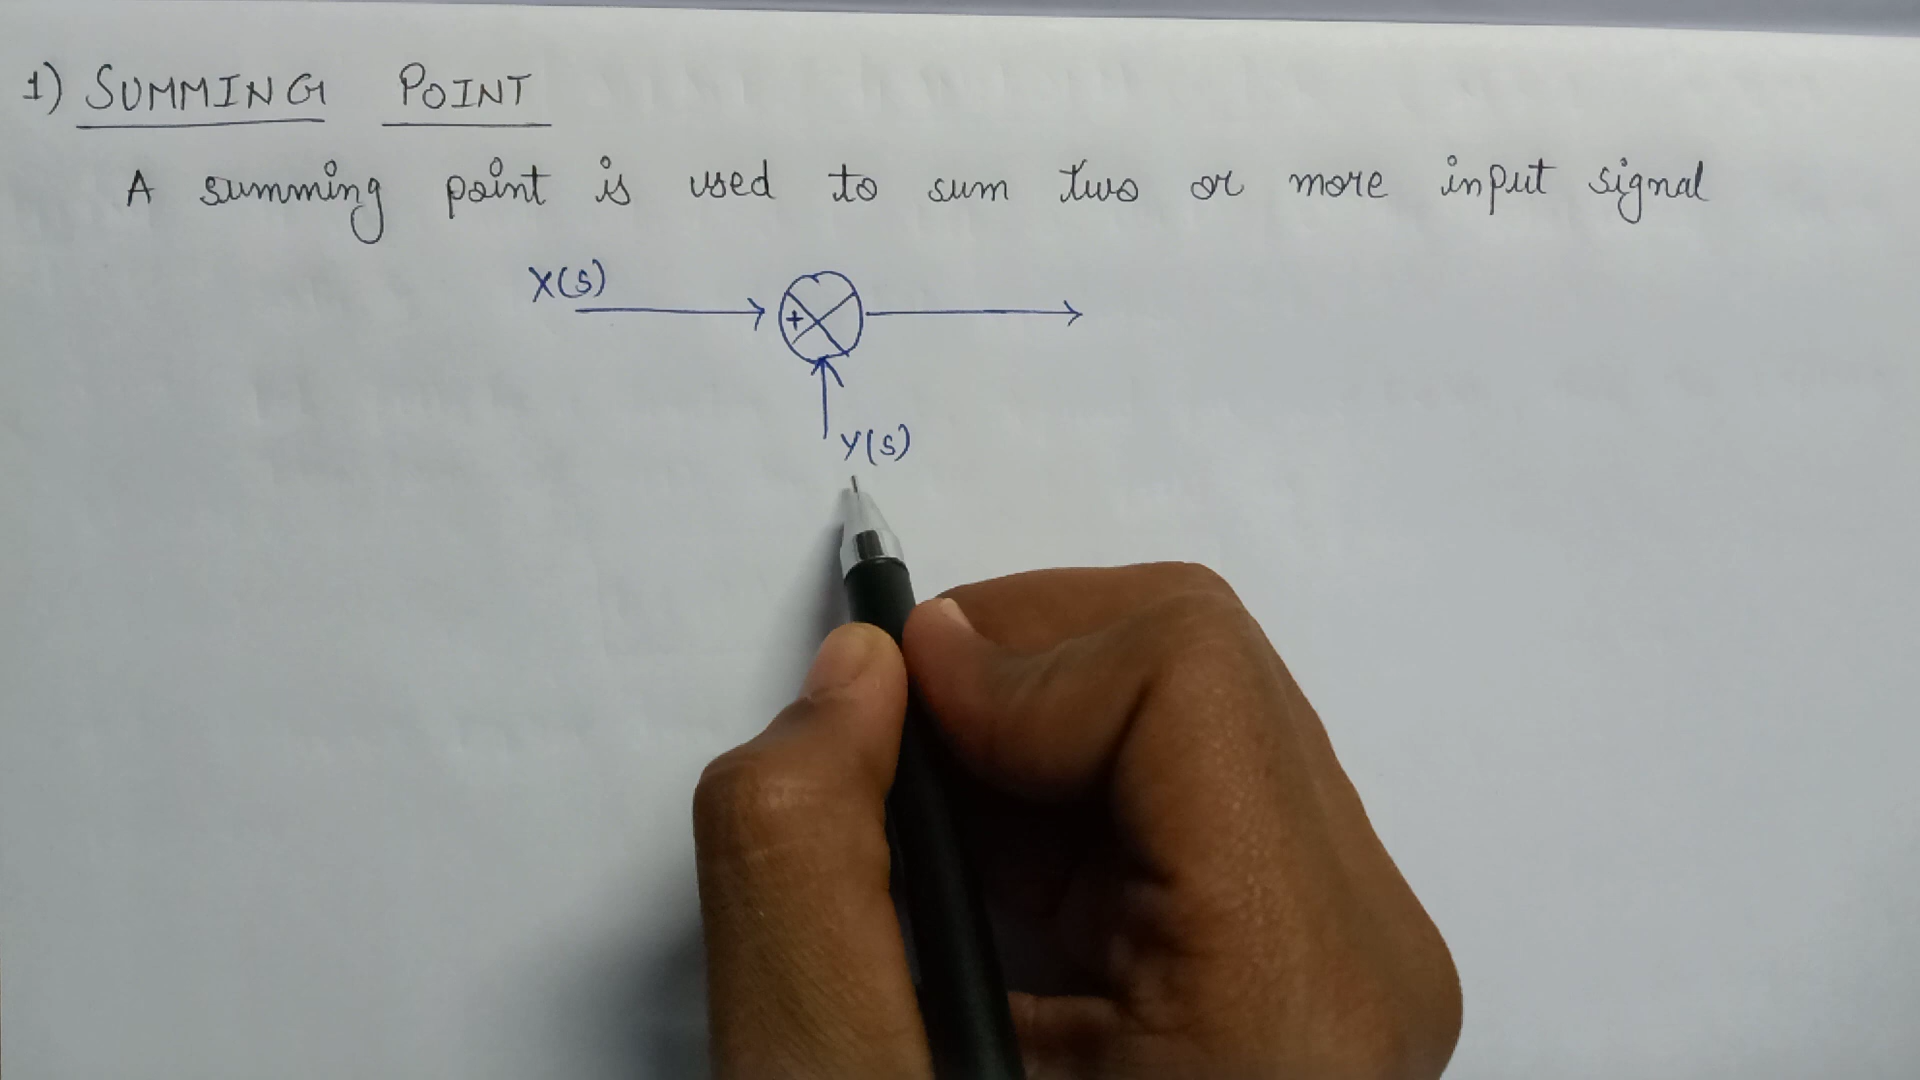 1) SUMMING POINT
A summing point is used to sum two or more input signal
X(s)
+
Y(s)